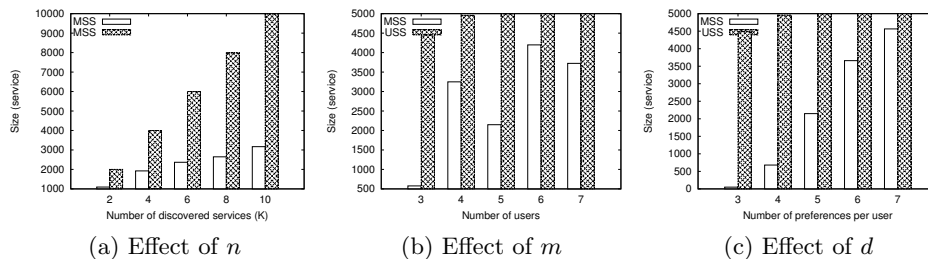 MSS
MSS
10000
9000
8000
7000
6000
5000
4000
3000
2000
1000
Size (service)
2 4 6 8 10
Number of discovered services (K)
(a) Effect of n
MSS
USS
5000
4500
4000
3500
3000
2500
2000
1500
1000
500
Size (service)
3 4 5 6 7
Number of users
(b) Effect of m
MSS
USS
5000
4500
4000
3500
3000
2500
2000
1500
1000
500
0
Size (service)
3 4 5 6 7
Number of preferences per user
(c) Effect of d